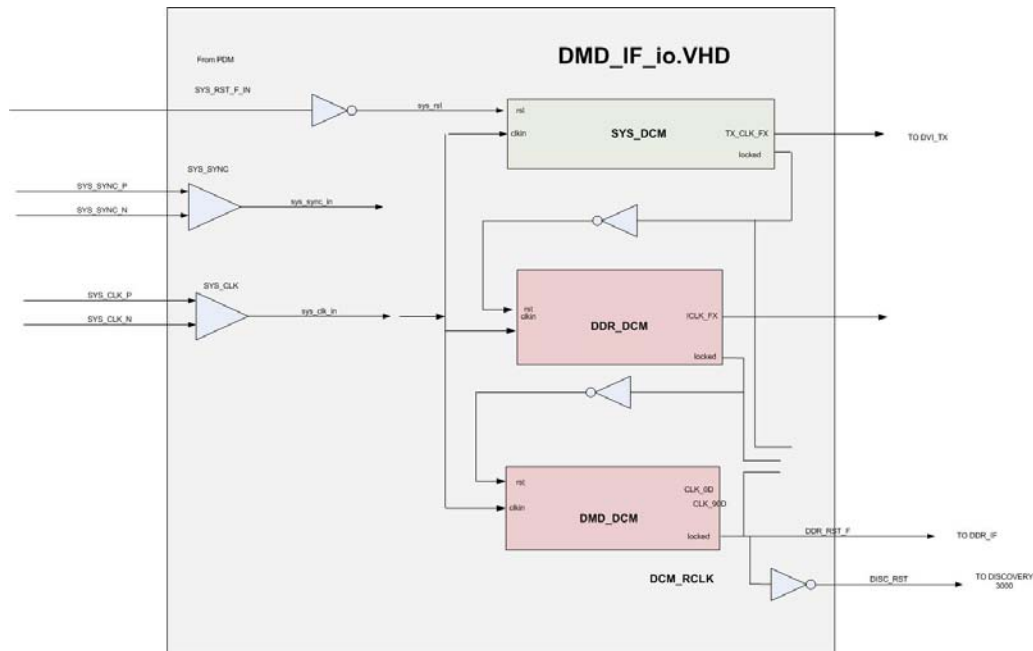 DMD_IF_io.VHD
From PDM
SYS_RST_F_IN
sys_rst
rst
clkin
SYS_DCM
TX_CLK_FX
locked
TO DVI_TX
SYS_SYNC
SYS_SYNC_P
SYS_SYNC_N
sys_sync_in
SYS_CLK
SYS_CLK_P
SYS_CLK_N
sys_clk_in
rst
clkin
DDR_DCM
ICLK_FX
locked
rst
clkin
DMD_DCM
CLK_0D
CLK_90D
locked
DDR_RST_F
TO DDR_IF
DCM_RCLK
DISC_RST
TO DISCOVERY
3000